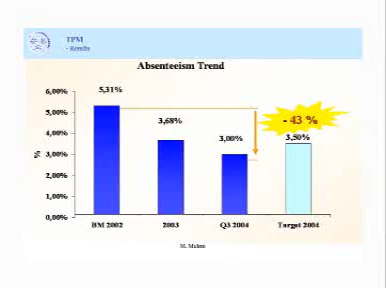 TPM
- Results
Absenteeism Trend
6,00%
5,00%
4,00%
3,00%
2,00%
1,00%
0,00%
%
5,31%
3,68%
3,00%
3,50%
- 43 %
BM 2002
2003
Q3 2004
Target 2004